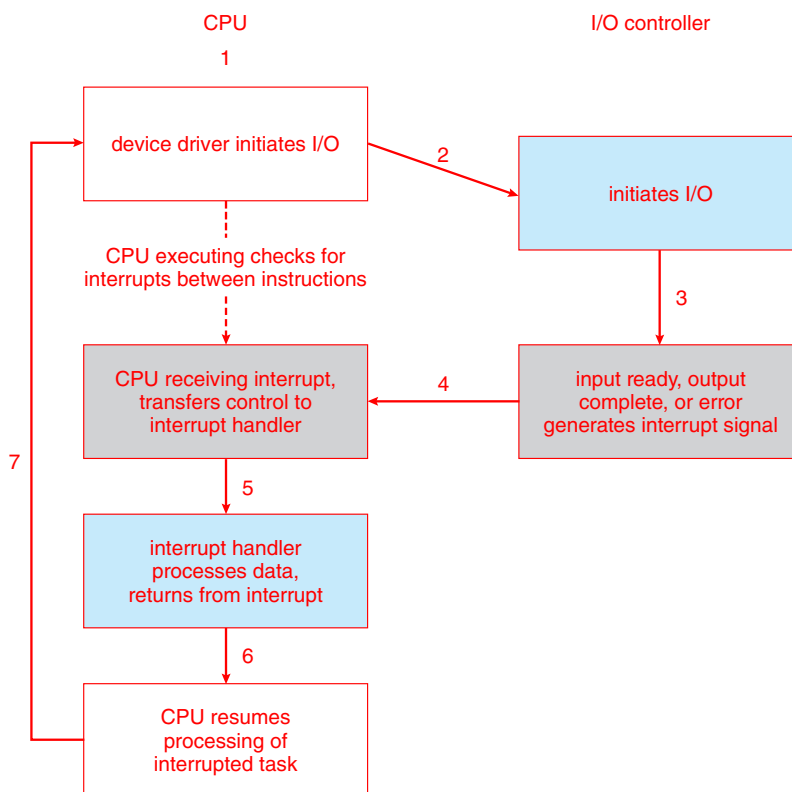 CPU
I/O controller
1
device driver initiates I/O
2
initiates I/O
CPU executing checks for
interrupts between instructions
3
CPU receiving interrupt,
transfers control to
interrupt handler
4
input ready, output
complete, or error
generates interrupt signal
7
5
interrupt handler
processes data,
returns from interrupt
6
CPU resumes
processing of
interrupted task